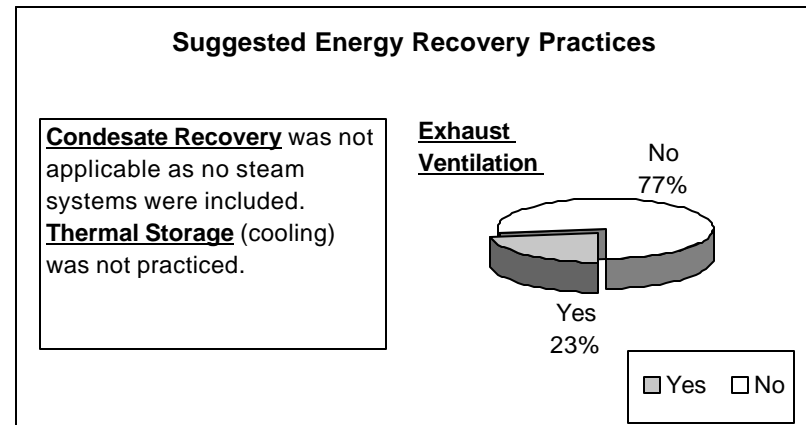 Suggested Energy Recovery Practices
Condesate Recovery was not
applicable as no steam
systems were included.
Thermal Storage (cooling)
was not practiced.
Exhaust
Ventilation
No
77%
Yes
23%
Yes No